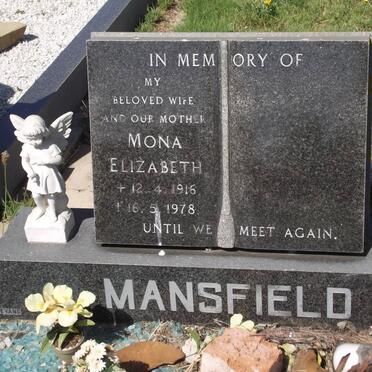 IN MEMORY OF
MY
BELOVED WIFE
AND OUR MOTHER
MONA
ELIZABETH
+ 12.4.1916
† 16.5.1978
UNTIL WE MEET AGAIN.
MANSFIELD